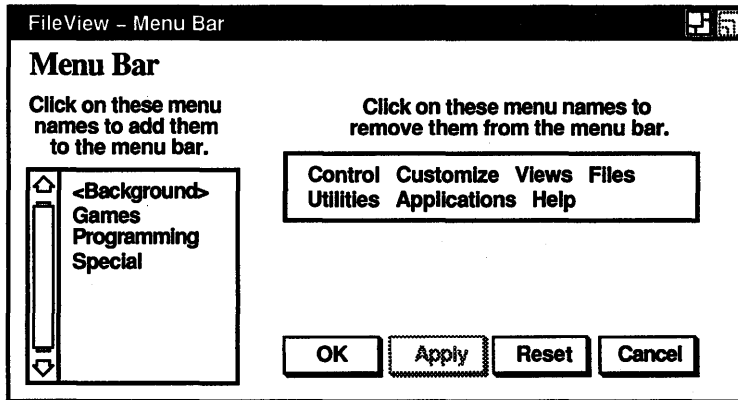 FileView – Menu Bar
Menu Bar
Click on these menu
names to add them
to the menu bar.
<Background>
Games
Programming
Special
Click on these menu names to
remove them from the menu bar.
Control Customize Views Files
Utilities Applications Help
OK Apply Reset Cancel